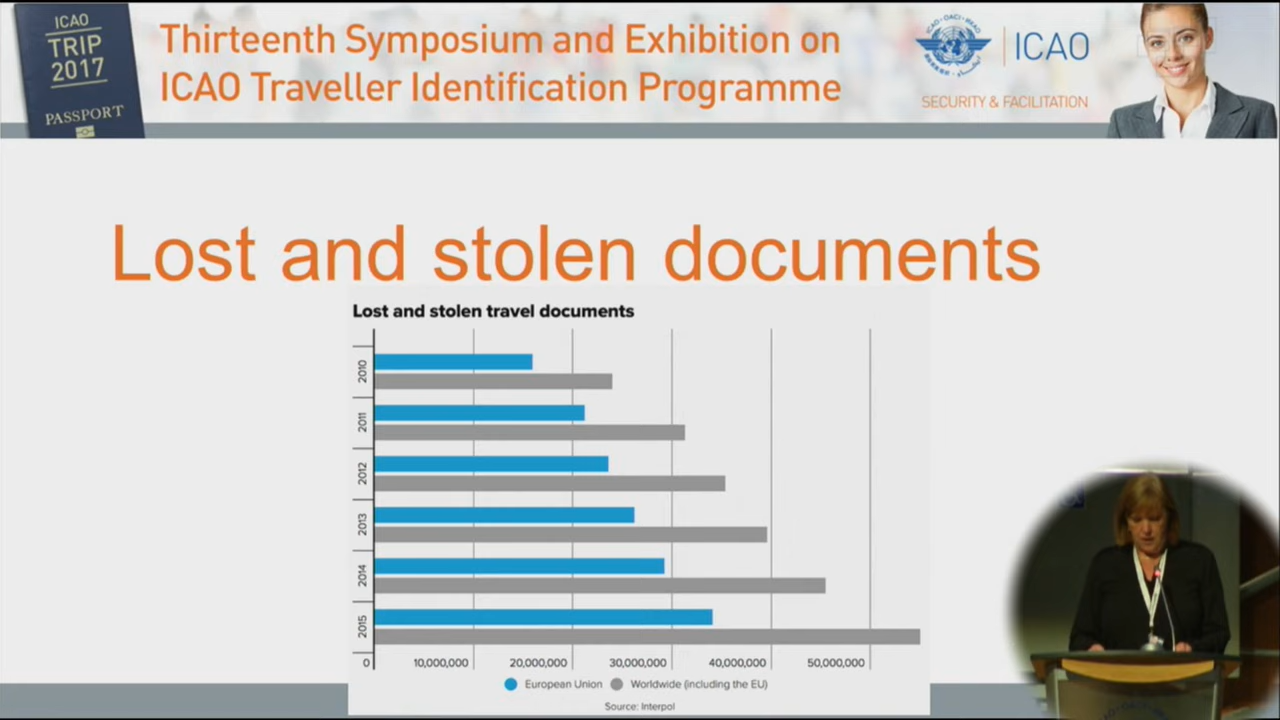 ICAO
TRIP
2017
PASSPORT
Thirteenth Symposium and Exhibition on
ICAO Traveller Identification Programme
ICAO
SECURITY & FACILITATION
Lost and stolen documents
Lost and stolen travel documents
2010
2011
2012
2013
2014
2015
0 10,000,000 20,000,000 30,000,000 40,000,000 50,000,000
European Union Worldwide (including the EU)
Source: Interpol